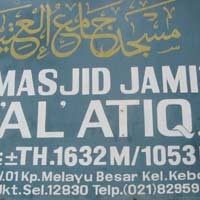 مسجد جامع العتيق
MASJID JAMI
'AL' ATIQ
± TH. 1632 M/1053
.01 Kp. Melayu Besar Kel. Kebo
Jkt. Sel. 12830 Telp. (021) 82959